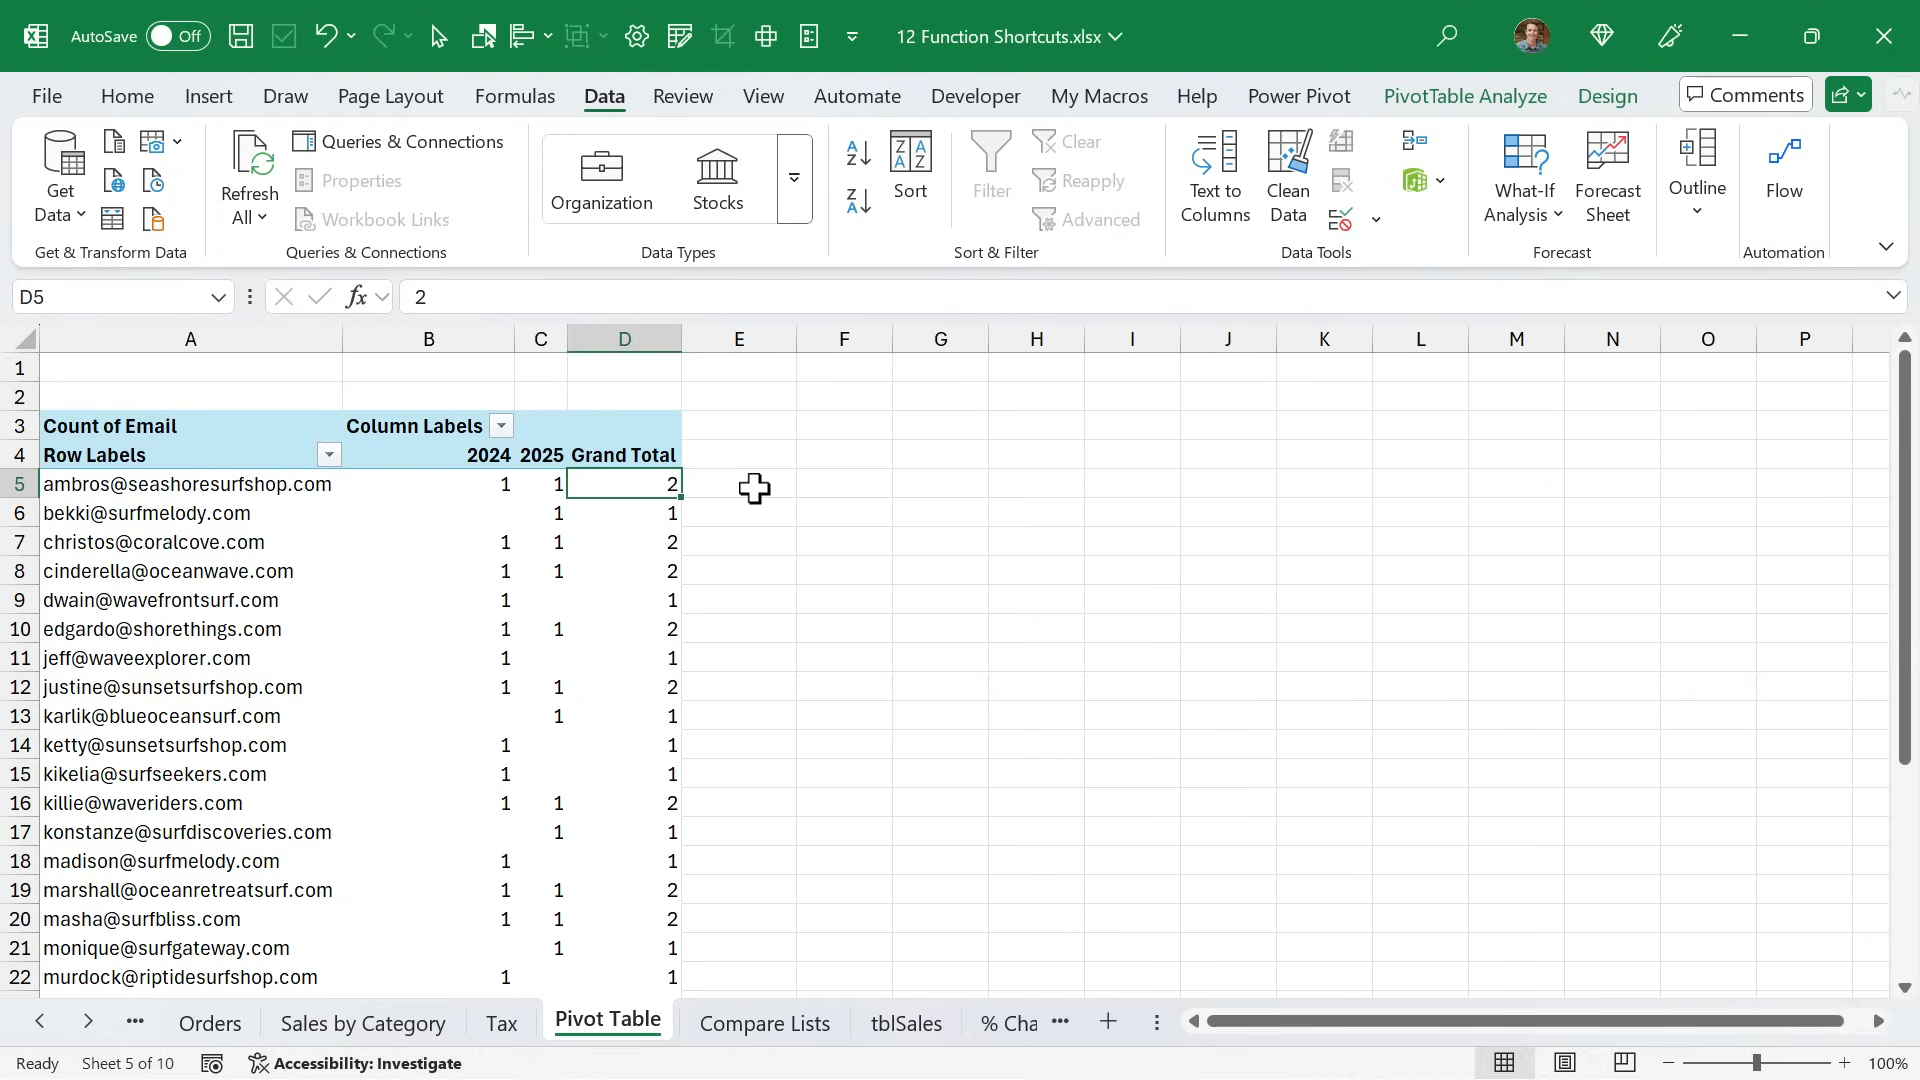 AutoSave Off 12 Function Shortcuts.xlsx
File Home Insert Draw Page Layout Formulas Data Review View Automate Developer My Macros Help Power Pivot PivotTable Analyze Design Comments
Get Data
Get & Transform Data
Refresh All
Queries & Connections
Properties
Workbook Links
Queries & Connections
Organization
Stocks
Data Types
Sort
Filter
Clear
Reapply
Advanced
Sort & Filter
Text to Columns
Clean Data
Data Tools
What-If Analysis
Forecast Sheet
Forecast
Outline
Flow
Automation
D5 fx 2
A B C D E F G H I J K L M N O P
1
2
3 Count of Email Column Labels
4 Row Labels 2024 2025 Grand Total
5 ambros@seashoresurfshop.com 1 1 2
6 bekki@surfmelody.com 1 1
7 christos@coralcove.com 1 1 2
8 cinderella@oceanwave.com 1 1 2
9 dwain@wavefrontsurf.com 1 1
10 edgardo@shorethings.com 1 1 2
11 jeff@waveexplorer.com 1 1
12 justine@sunsetsurfshop.com 1 1 2
13 karlik@blueoceansurf.com 1 1
14 ketty@sunsetsurfshop.com 1 1
15 kikelia@surfseekers.com 1 1
16 killie@waveriders.com 1 1 2
17 konstanze@surfdiscoveries.com 1 1
18 madison@surfmelody.com 1 1
19 marshall@oceanretreatsurf.com 1 1 2
20 masha@surfbliss.com 1 1 2
21 monique@surfgateway.com 1 1
22 murdock@riptidesurfshop.com 1 1
Orders Sales by Category Tax Pivot Table Compare Lists tblSales % Cha
Ready Sheet 5 of 10 Accessibility: Investigate 100%